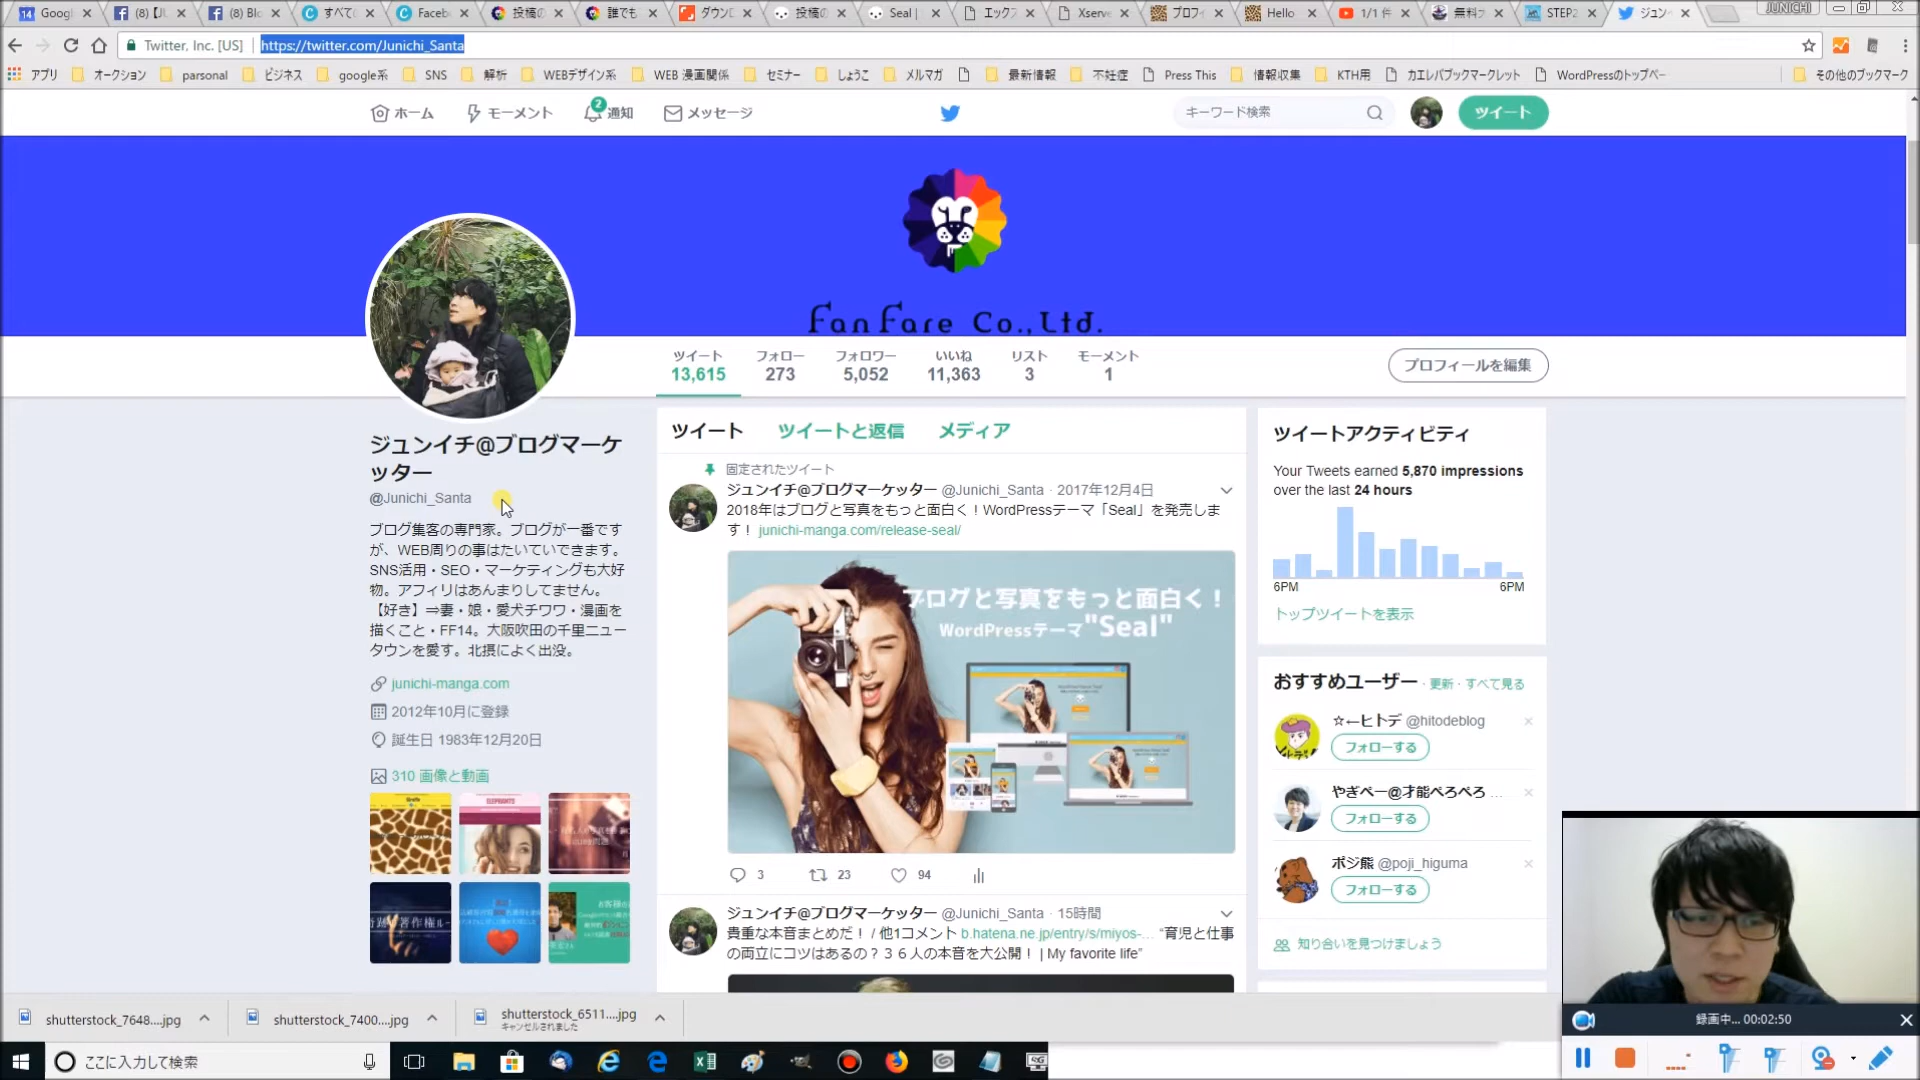 Googl
(8) 【JU
(8) Blo
すべて
Faceb
投稿の
誰でも
ダウンロ
投稿の
Seal |
エックス
Xserve
プロフィ
Hello
1/1 件
無料ブ
STEP2
ジュン
JUNICHI
Twitter, Inc. [US]
https://twitter.com/Junichi_Santa
アプリ
オークション
parsonal
ビジネス
google系
SNS
解析
WEBデザイン系
WEB 漫画関係
セミナー
しょうこ
メルマガ
最新情報
不妊症
Press This
情報収集
KTH用
カエレバブックマークレット
WordPressのトップペー
その他のブックマーク
ホーム
モーメント
2
通知
メッセージ
キーワード検索
ツイート
Fan Fare Co.,Ltd.
ツイート
13,615
フォロー
273
フォロワー
5,052
いいね
11,363
リスト
3
モーメント
1
プロフィールを編集
ジュンイチ@ブログマーケ
ッター
@Junichi_Santa
ブログ集客の専門家。ブログが一番です
が、WEB周りの事はたいていできます。
SNS活用・SEO・マーケティングも大好
物。アフィリはあんまりしてません。
【好き】⇒妻・娘・愛犬チワワ・漫画を
描くこと・FF14。大阪吹田の千里ニュー
タウンを愛す。北摂によく出没。
junichi-manga.com
2012年10月に登録
誕生日 1983年12月20日
310 画像と動画
ELEPHANTS
ツイート
ツイートと返信
メディア
固定されたツイート
ジュンイチ@ブログマーケッター @Junichi_Santa · 2017年12月4日
2018年はブログと写真をもっと面白く！WordPressテーマ「Seal」を発売しま
す！ junichi-manga.com/release-seal/
ブログと写真をもっと面白く！
WordPressテーマ"Seal"
3
23
94
ジュンイチ@ブログマーケッター @Junichi_Santa · 15時間
貴重な本音まとめだ！ / 他1コメント b.hatena.ne.jp/entry/s/miyos-… "育児と仕事
の両立にコツはあるの？３６人の本音を大公開！ | My favorite life"
ツイートアクティビティ
Your Tweets earned 5,870 impressions
over the last 24 hours
6PM
6PM
トップツイートを表示
おすすめユーザー · 更新 · すべて見る
☆←ヒトデ @hitodeblog
フォローする
やぎぺー@才能ぺろぺろ …
フォローする
ポジ熊 @poji_higuma
フォローする
知り合いを見つけましょう
shutterstock_7648....jpg
shutterstock_7400....jpg
shutterstock_6511....jpg
キャンセルされました
録画中... 00:02:50
ここに入力して検索